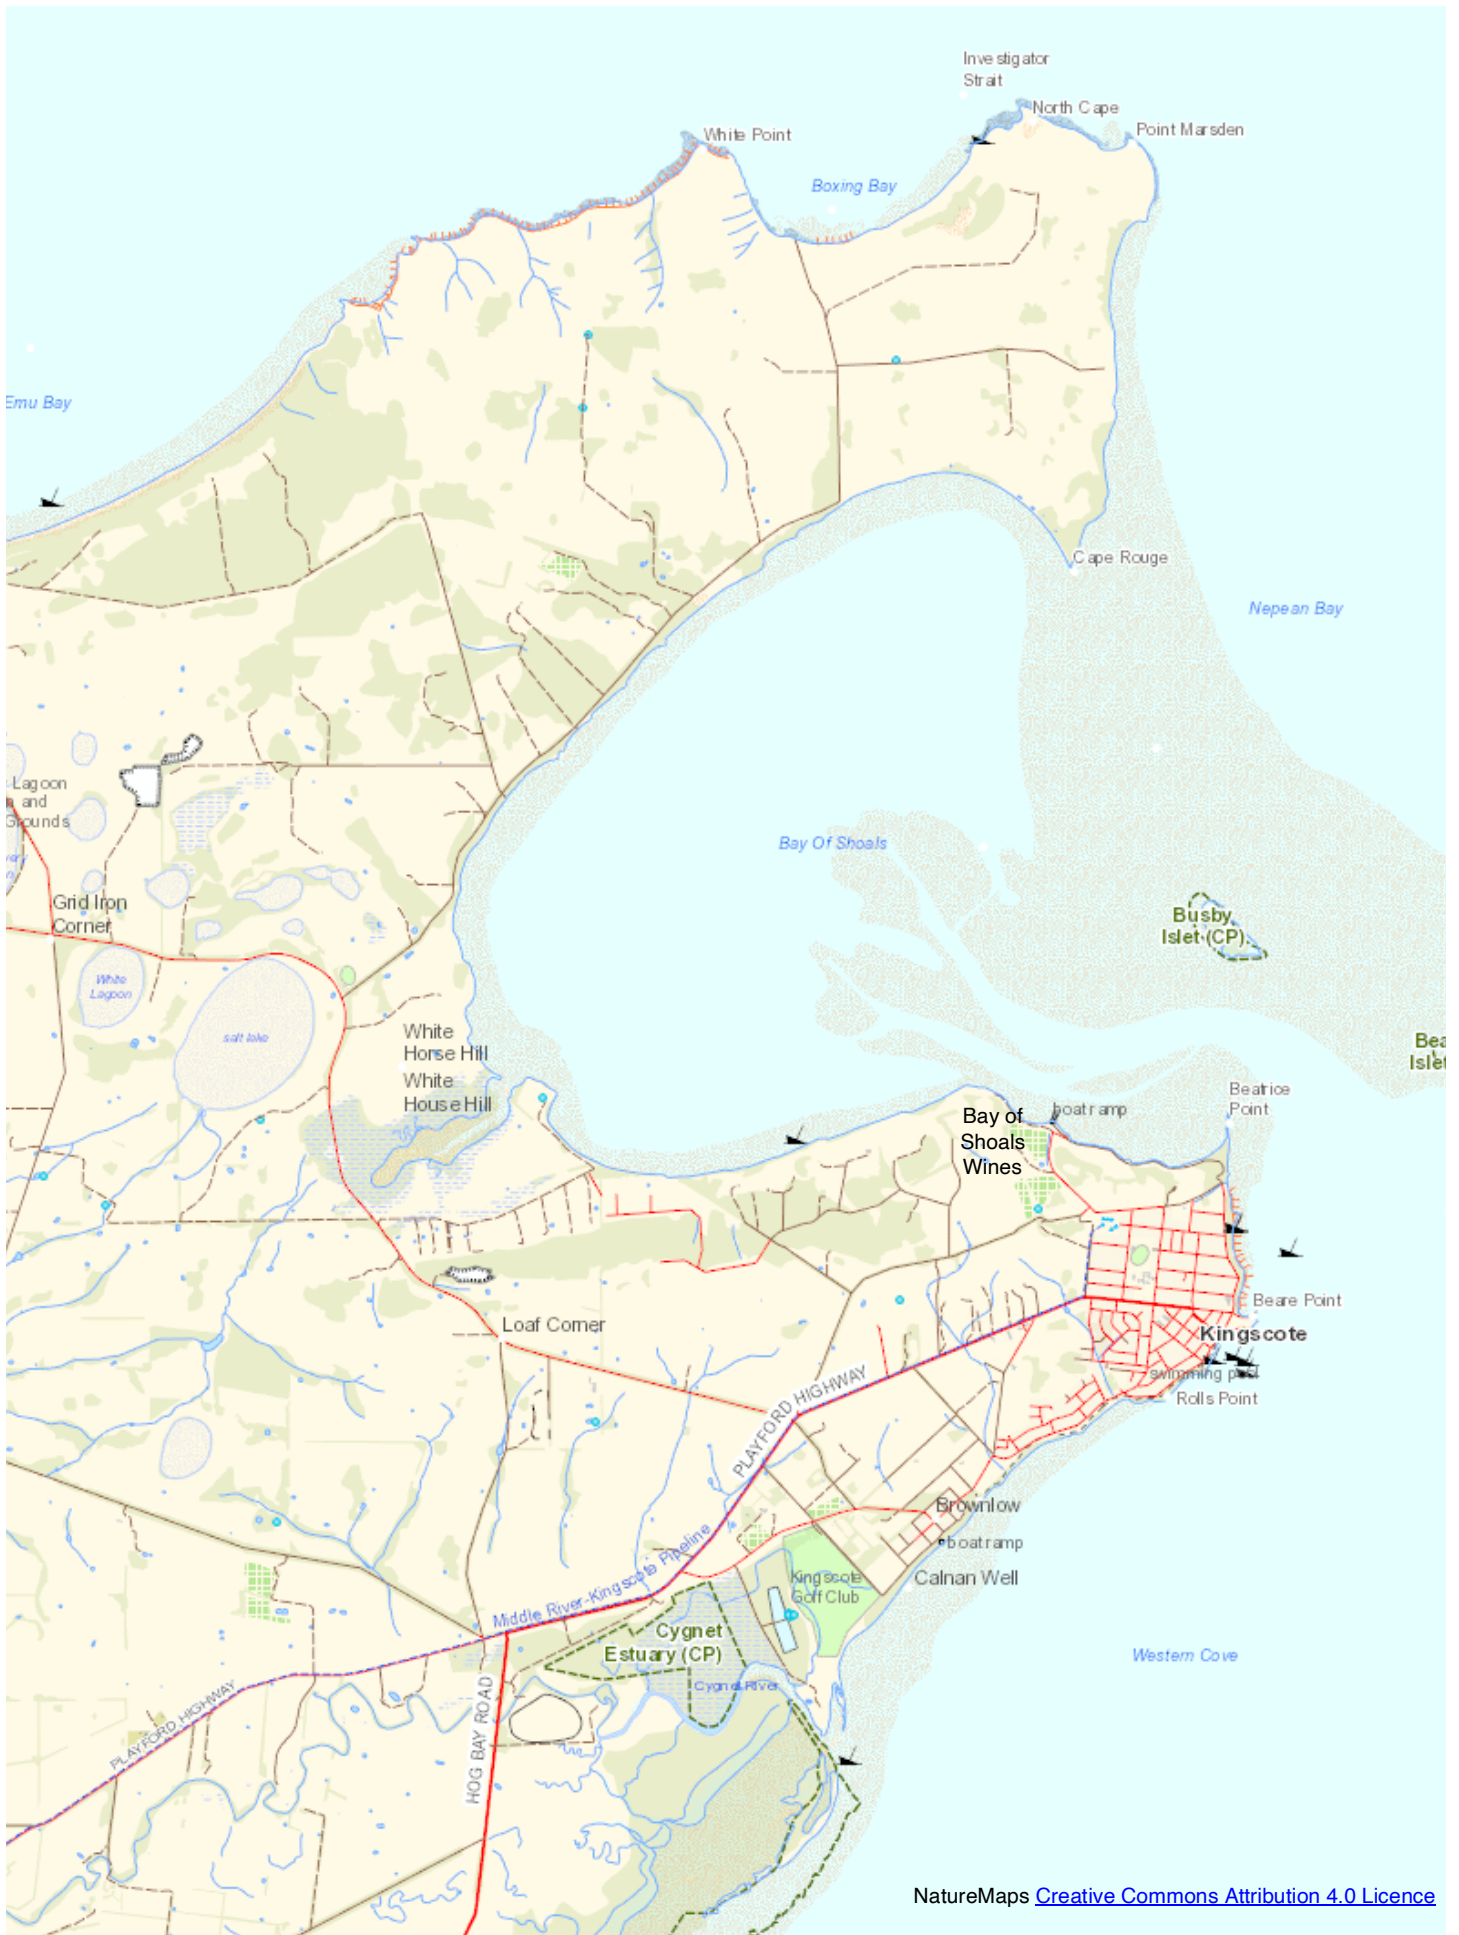 Investigator
Strait
North Cape
Point Marsden
White Point
Boxing Bay
Emu Bay
Cape Rouge
Nepean Bay
Lagoon
and
Grounds
Bay Of Shoals
Grid Iron
Corner
Busby
Islet (CP)
White
Lagoon
salt lake
White
Horse Hill
White
House Hill
Bea
Islet
Beatrice
Point
boat ramp
Bay of
Shoals
Wines
Beare Point
Loaf Corner
Kingscote
swimming pool
Rolls Point
PLAYFORD HIGHWAY
Brownlow
boat ramp
Calnan Well
Kingscote
Golf Club
Middle River-Kingscote Pipeline
Cygnet
Estuary (CP)
Cygnet River
Western Cove
PLAYFORD HIGHWAY
HOG BAY ROAD
NatureMaps Creative Commons Attribution 4.0 Licence